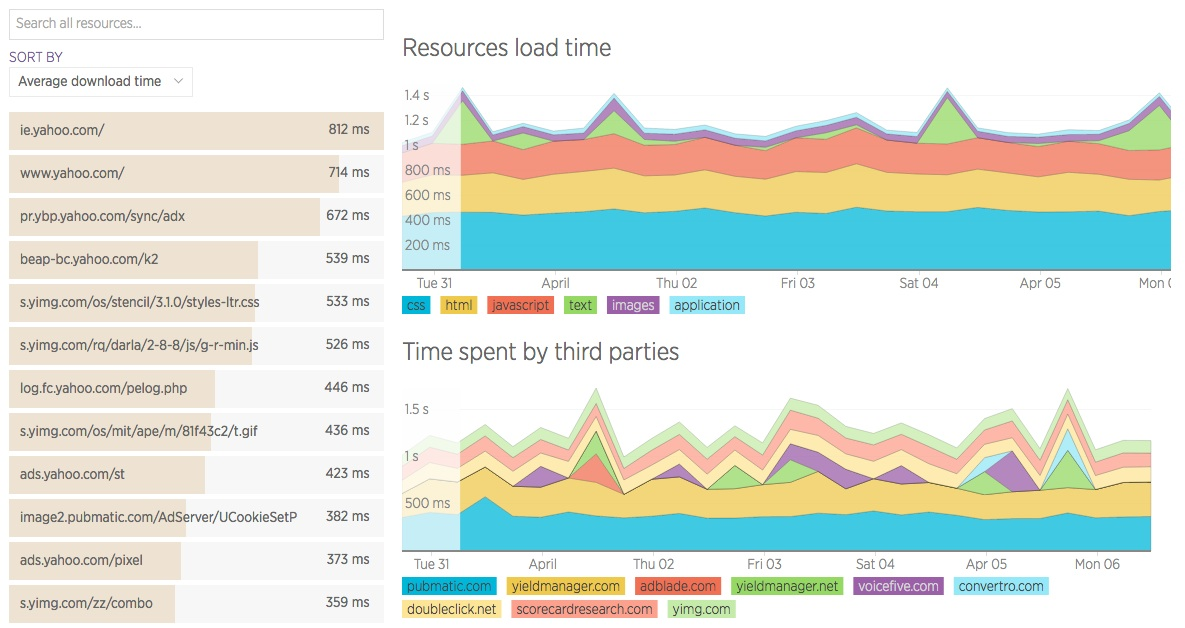 Search all resources...
SORT BY
Average download time
ie.yahoo.com/ 812 ms
www.yahoo.com/ 714 ms
pr.ybp.yahoo.com/sync/adx 672 ms
beap-bc.yahoo.com/k2 539 ms
s.yimg.com/os/stencil/3.1.0/styles-ltr.css 533 ms
s.yimg.com/rq/darla/2-8-8/js/g-r-min.js 526 ms
log.fc.yahoo.com/pelog.php 446 ms
s.yimg.com/os/mit/ape/m/81f43c2/t.gif 436 ms
ads.yahoo.com/st 423 ms
image2.pubmatic.com/AdServer/UCookieSetP 382 ms
ads.yahoo.com/pixel 373 ms
s.yimg.com/zz/combo 359 ms
Resources load time
1.4 s
1.2 s
1 s
800 ms
600 ms
400 ms
200 ms
Tue 31 April Thu 02 Fri 03 Sat 04 Apr 05 Mon
css html javascript text images application
Time spent by third parties
1.5 s
1 s
500 ms
Tue 31 April Thu 02 Fri 03 Sat 04 Apr 05 Mon 06
pubmatic.com yieldmanager.com adblade.com yieldmanager.net voicefive.com convertro.com
doubleclick.net scorecardresearch.com yimg.com